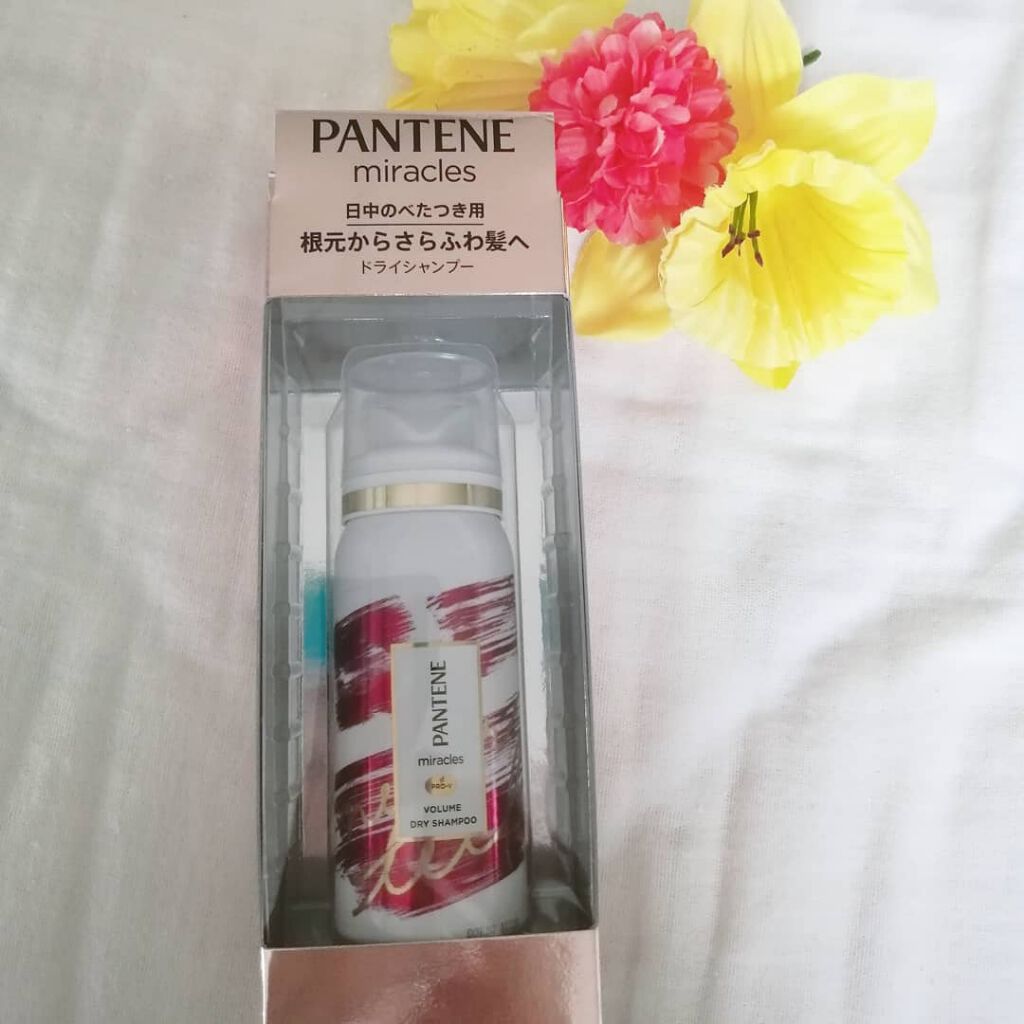 PANTENE
miracles
日中のべたつき用
根元からさらふわ髪へ
ドライシャンプー
PANTENE
miracles
PRO-V
VOLUME
DRY SHAMPOO